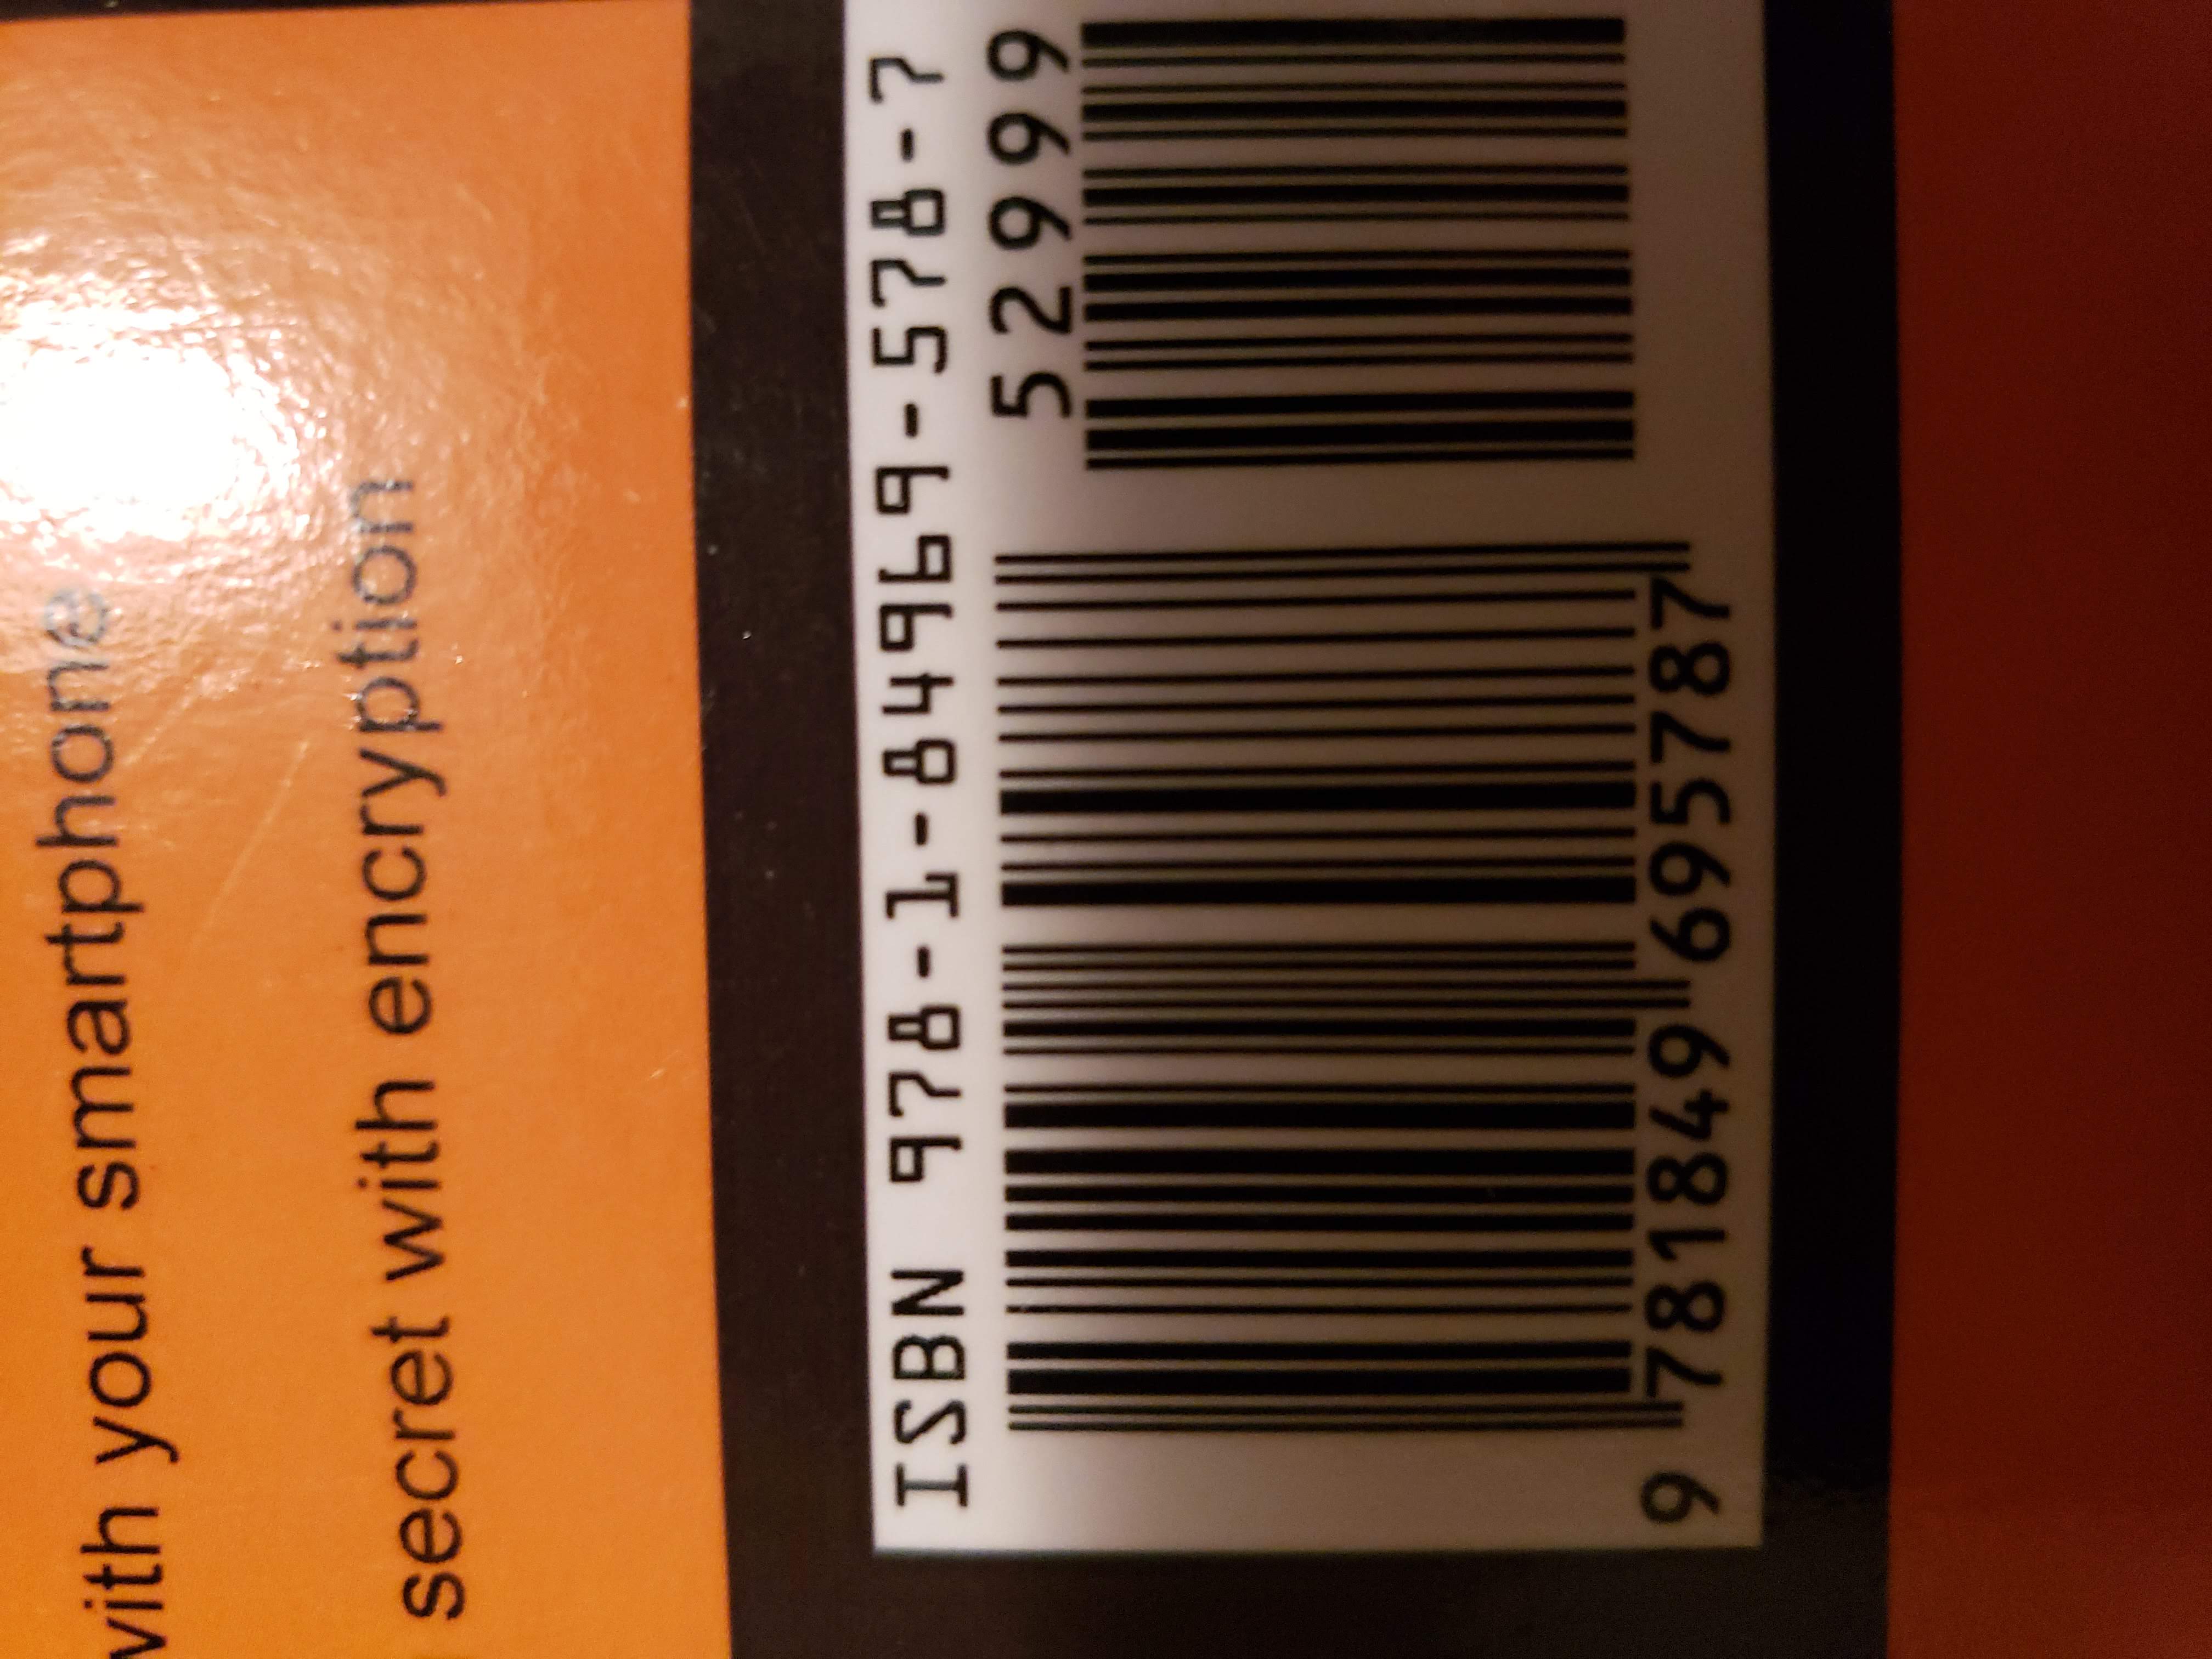 with your smartphone
secret with encryption
ISBN 978-1-84969-578-7
52999
9 781849 695787